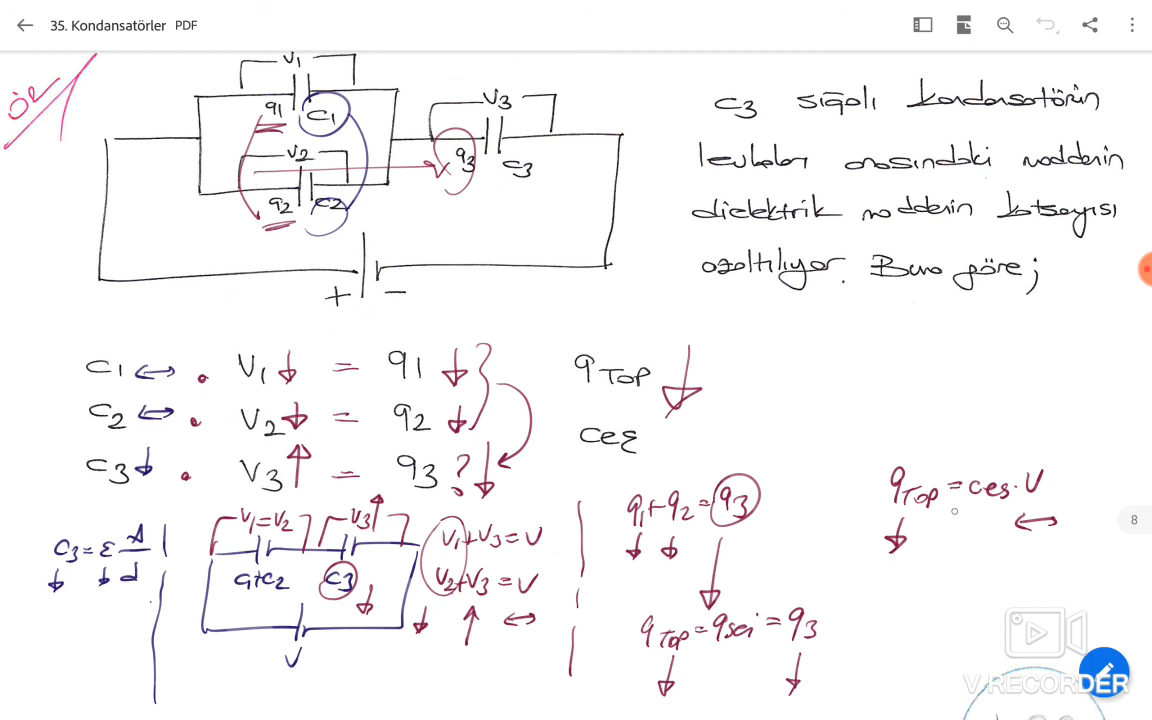 35. Kondansatörler PDF
ÖR
V1
q1
C1
V2
q2
C2
V3
q3
C3
+ -
C3 sığalı kondansatörün
levhaları arasındaki maddenin
dielektrik maddenin katsayısı
azaltılıyor. Buna göre;
C1 ↔ . V1 ↓ = q1 ↓
C2 ↔ . V2 ↓ = q2 ↓
C3 ↓ . V3 ↑ = q3 ? ↓
qTOP ↓
Ceş
C3 = ε A/d
V1=V2
V3 ↑
C1+C2
C3 ↓
V
V1+V3=V
V2+V3=V
↓ ↑ ↔
q1+q2=q3
↓ ↓
qTop=qseri=q3
↓ ↓
qTop=ceş.V
↓ ↔
8
V.RECORDER